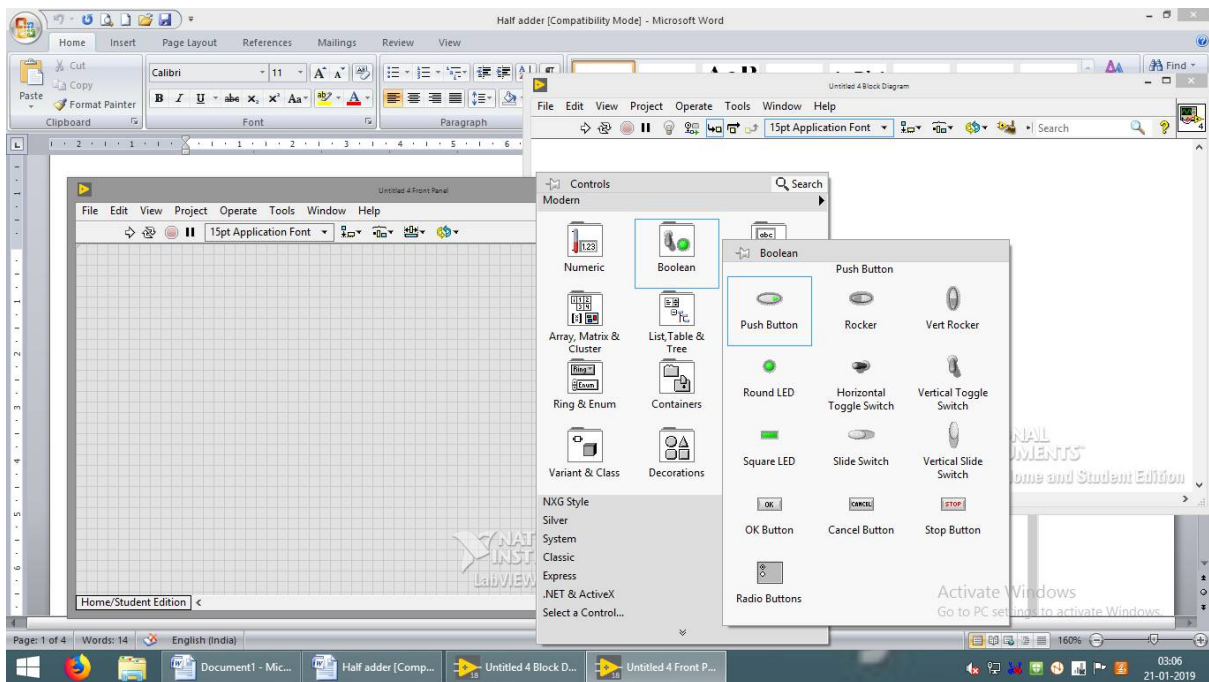 Half adder [Compatibility Mode] - Microsoft Word
Home Insert Page Layout References Mailings Review View
Cut
Copy
Paste
Format Painter
Clipboard
Calibri 11
B I U abc X₂ X² Aa
Font
Paragraph
Find
Untitled 4 Block Diagram
File Edit View Project Operate Tools Window Help
15pt Application Font
Search
Untitled 4 Front Panel
File Edit View Project Operate Tools Window Help
15pt Application Font
Home/Student Edition
Controls
Search
Modern
Numeric
Boolean
Array, Matrix & Cluster
List, Table & Tree
Ring & Enum
Containers
Variant & Class
Decorations
NXG Style
Silver
System
Classic
Express
.NET & ActiveX
Select a Control...
Boolean
Push Button
Push Button
Rocker
Vert Rocker
Round LED
Horizontal Toggle Switch
Vertical Toggle Switch
Square LED
Slide Switch
Vertical Slide Switch
OK
CANCEL
STOP
OK Button
Cancel Button
Stop Button
Radio Buttons
Home and Student Edition
LabVIEW
Activate Windows
Go to PC settings to activate Windows.
Page: 1 of 4 Words: 14 English (India)
160%
Document1 - Mic...
Half adder [Comp...
Untitled 4 Block D...
Untitled 4 Front P...
03:06
21-01-2019